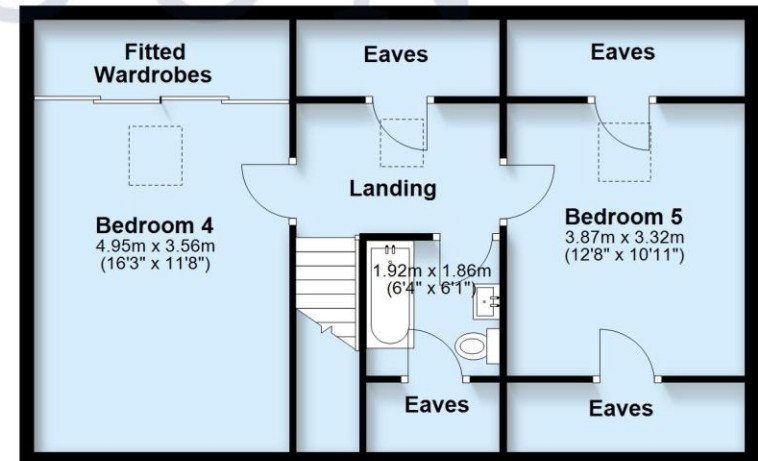 Fitted
Wardrobes
Eaves
Eaves
Landing
Bedroom 4
4.95m x 3.56m
(16'3" x 11'8")
Bedroom 5
3.87m x 3.32m
(12'8" x 10'11")
1.92m x 1.86m
(6'4" x 6'1")
Eaves
Eaves